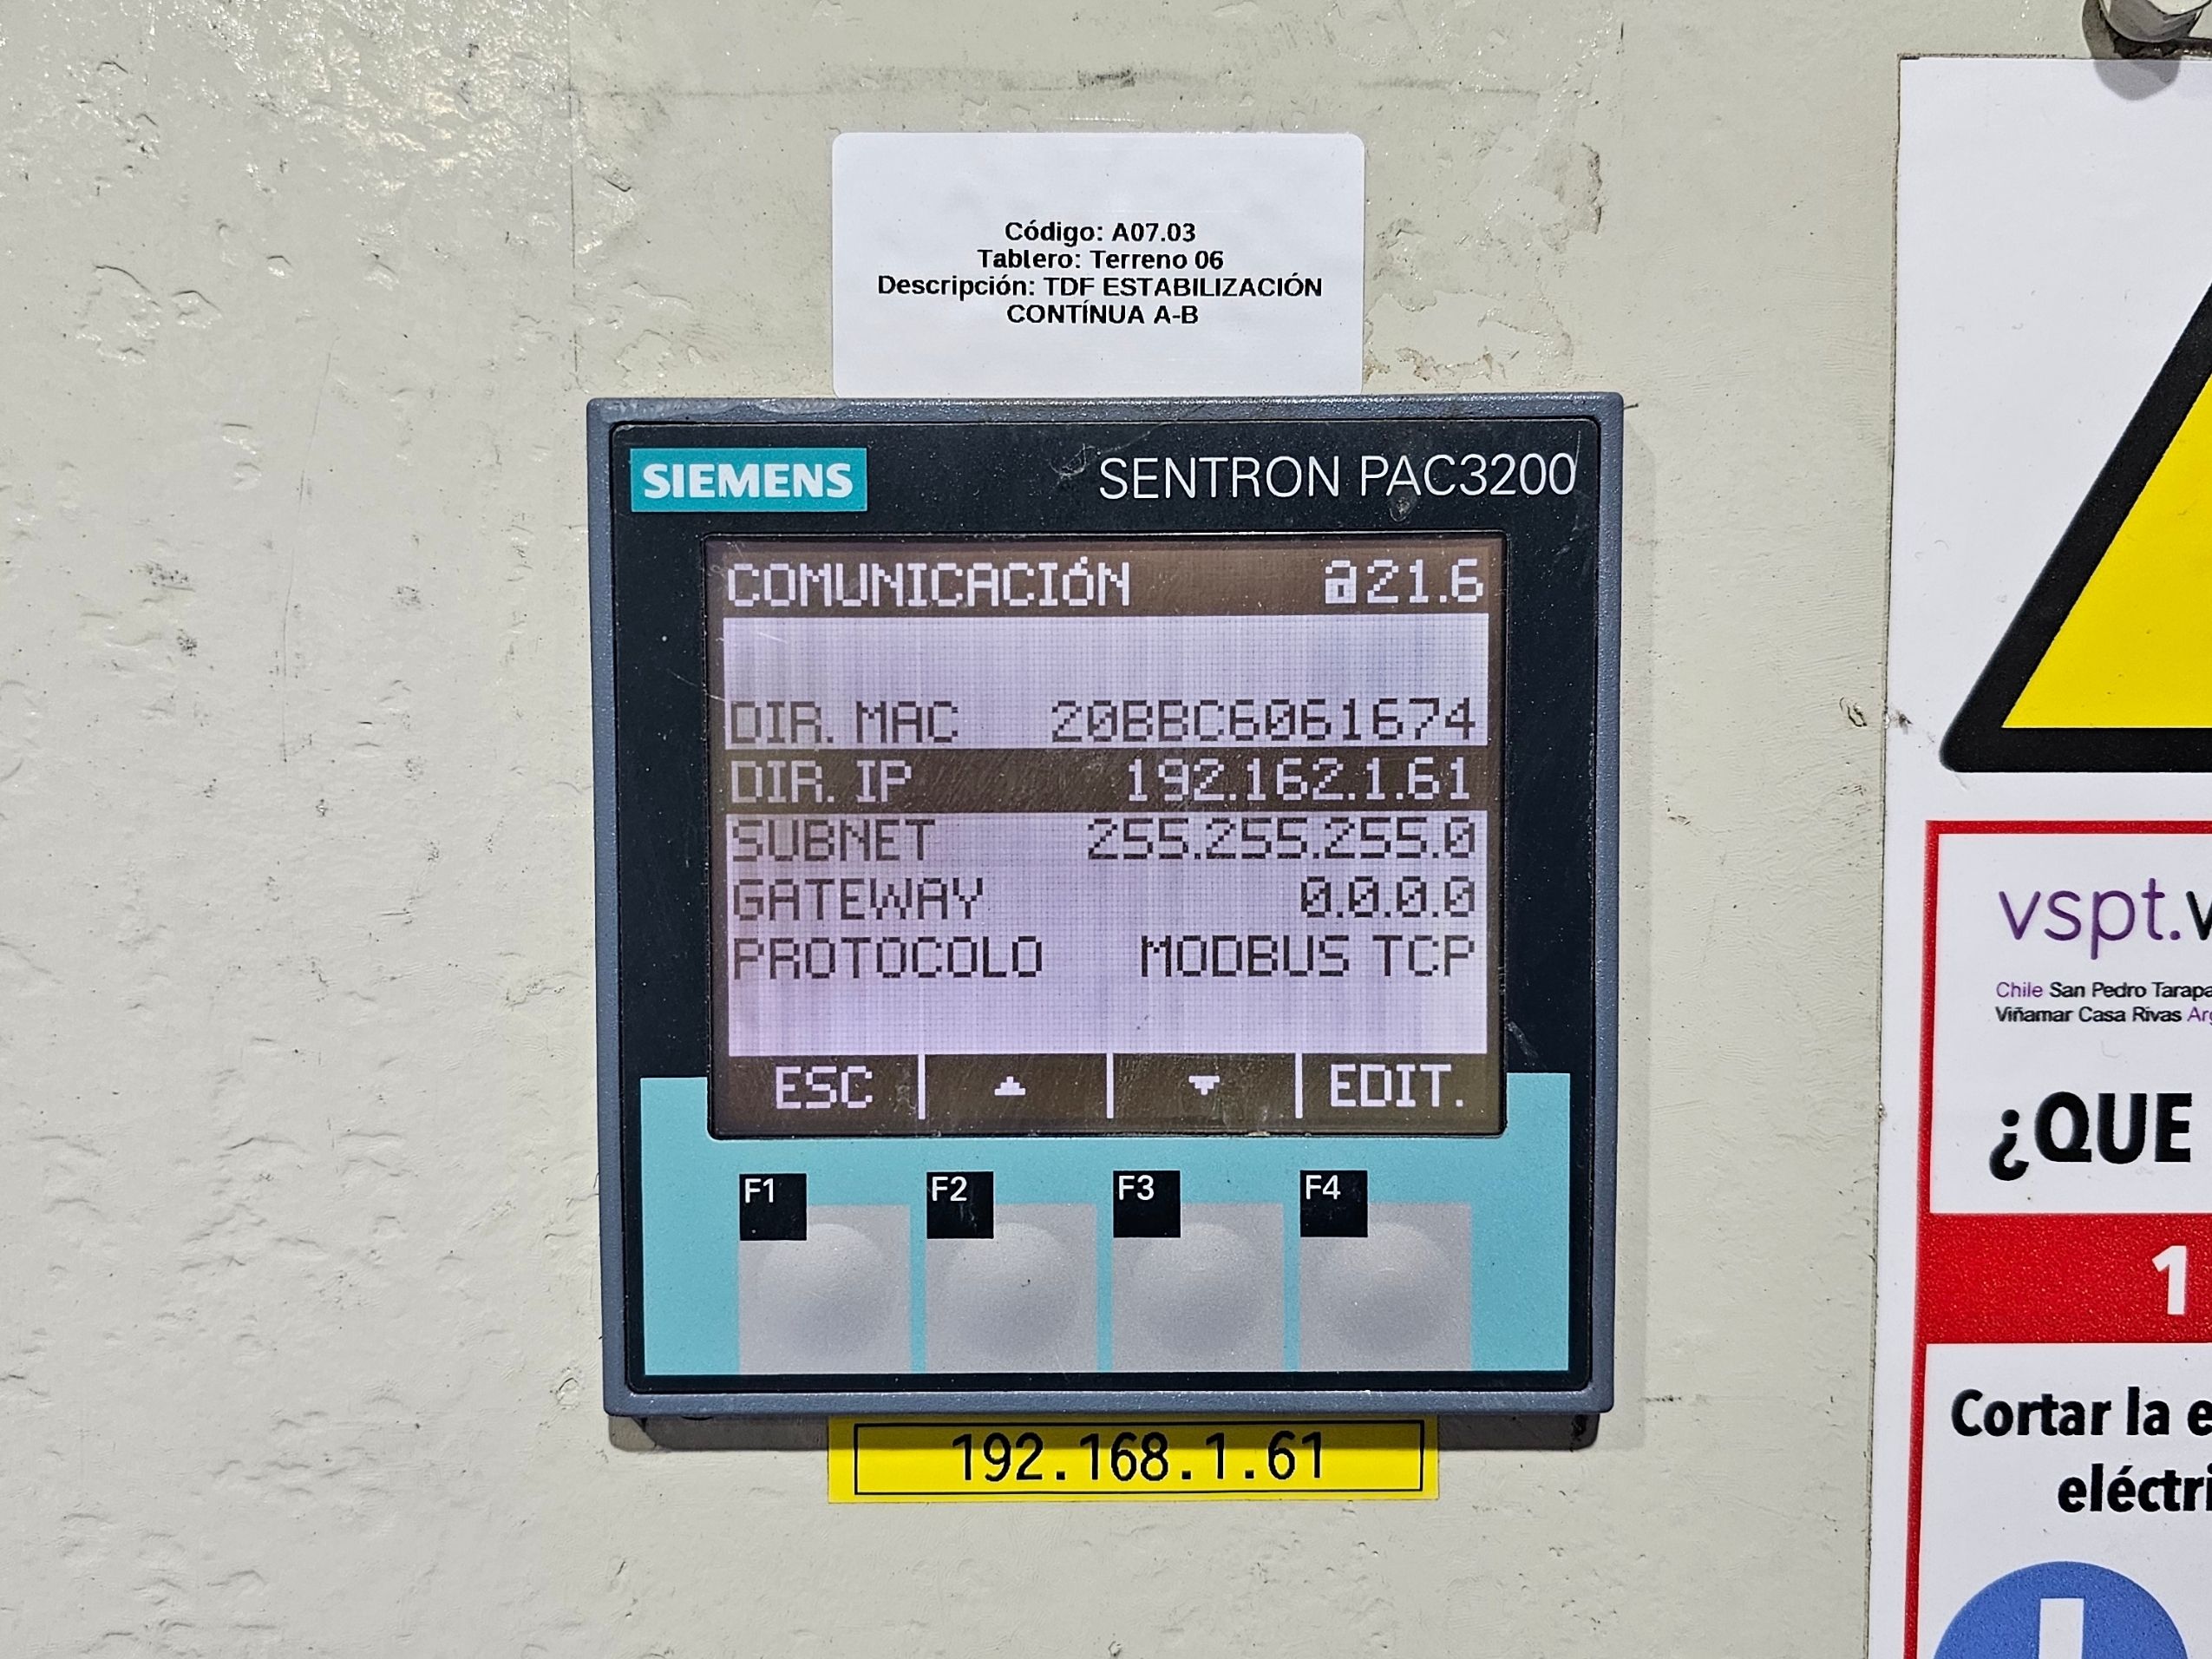 Código: A07.03
Tablero: Terreno 06
Descripción: TDF ESTABILIZACIÓN
CONTÍNUA A-B
SIEMENS
SENTRON PAC3200
COMUNICACIÓN 21.6
DIR. MAC 20BBC6061674
DIR. IP 192.162.1.61
SUBNET 255.255.255.0
GATEWAY 0.0.0.0
PROTOCOLO MODBUS TCP
ESC EDIT.
F1 F2 F3 F4
192.168.1.61
vspt.
Chile San Pedro
Viñamar Casa Rivas
¿QUE
1
Cortar la